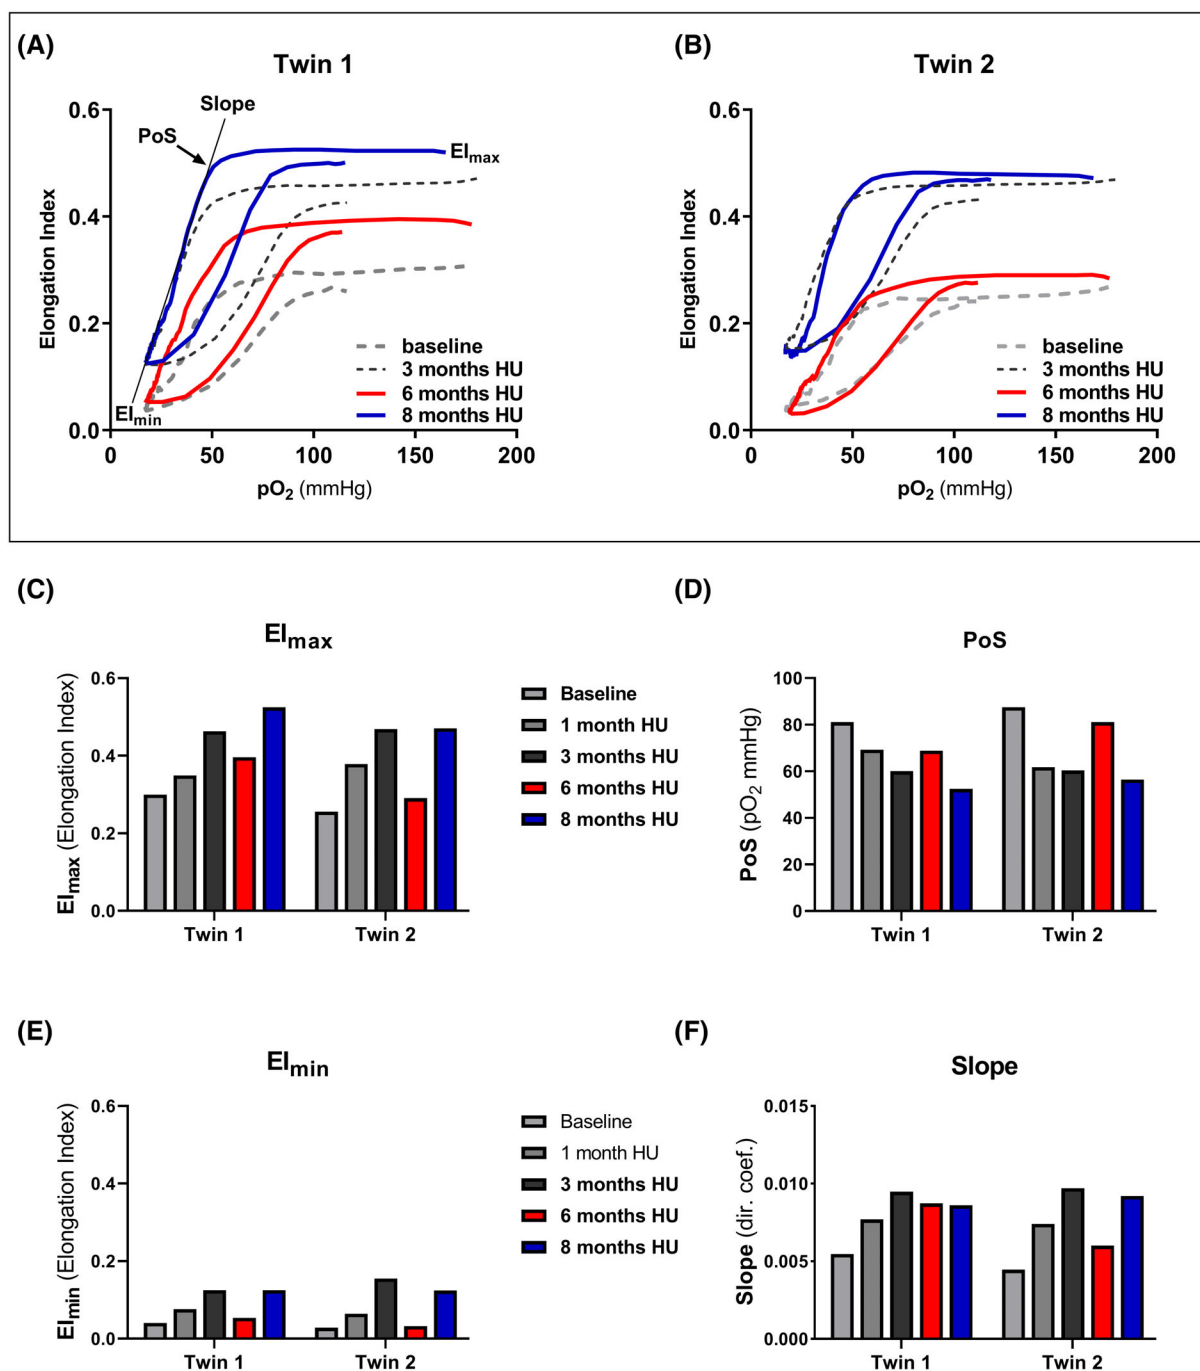 (A)
Twin 1
Slope
PoS
EImax
EImin
Elongation Index
0.6
0.4
0.2
0.0
0
50
100
150
200
pO2 (mmHg)
baseline
3 months HU
6 months HU
8 months HU
(B)
Twin 2
Elongation Index
0.6
0.4
0.2
0.0
0
50
100
150
200
pO2 (mmHg)
baseline
3 months HU
6 months HU
8 months HU
(C)
EImax
EImax (Elongation Index)
0.6
0.4
0.2
0.0
Twin 1
Twin 2
Baseline
1 month HU
3 months HU
6 months HU
8 months HU
(D)
PoS
PoS (pO2 mmHg)
100
80
60
40
20
0
Twin 1
Twin 2
(E)
EImin
EImin (Elongation Index)
0.6
0.4
0.2
0.0
Twin 1
Twin 2
Baseline
1 month HU
3 months HU
6 months HU
8 months HU
(F)
Slope
Slope (dir. coef.)
0.015
0.010
0.005
0.000
Twin 1
Twin 2